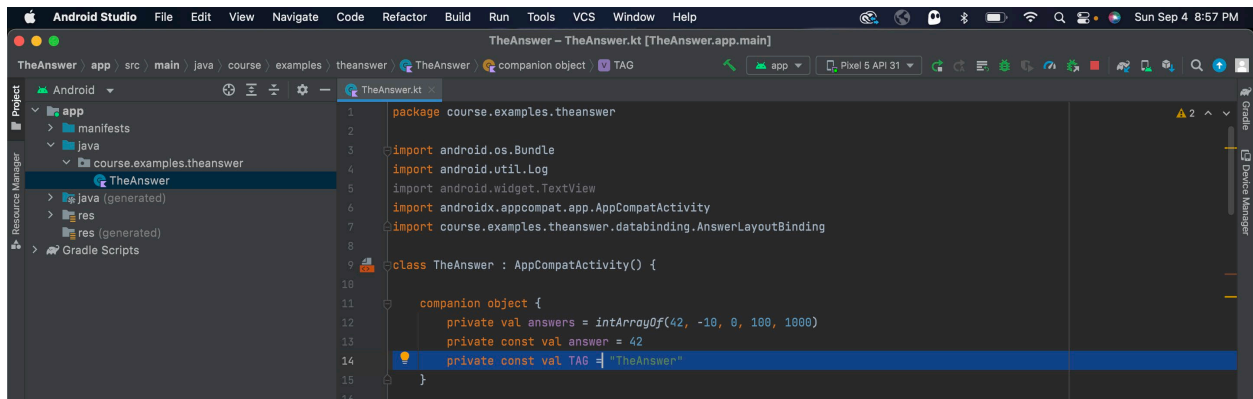 Android Studio File Edit View Navigate Code Refactor Build Run Tools VCS Window Help Sun Sep 4 8:57 PM
TheAnswer – TheAnswer.kt [TheAnswer.app.main]
TheAnswer app src main java course examples theanswer TheAnswer companion object TAG app Pixel 5 API 31
Project
Resource Manager
Android
app
manifests
java
course.examples.theanswer
TheAnswer
java (generated)
res
res (generated)
Gradle Scripts
TheAnswer.kt
1 package course.examples.theanswer
2
3 import android.os.Bundle
4 import android.util.Log
5 import android.widget.TextView
6 import androidx.appcompat.app.AppCompatActivity
7 import course.examples.theanswer.databinding.AnswerLayoutBinding
8
9 class TheAnswer : AppCompatActivity() {
10
11 companion object {
12 private val answers = intArrayOf(42, -10, 0, 100, 1000)
13 private const val answer = 42
14 private const val TAG = "TheAnswer"
15 }
16
2
Gradle
Device Manager